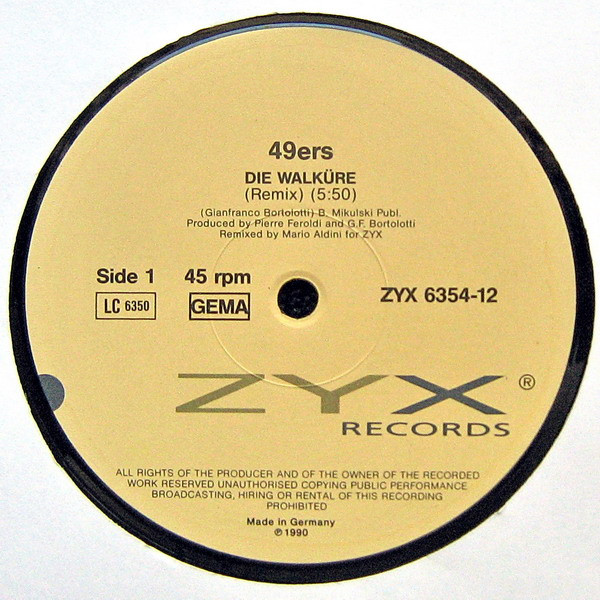 49ers
DIE WALKÜRE
(Remix) (5:50)
(Gianfranco Bortolotti) B. Mikulski Publ.
Produced by Pierre Feroldi and G.F. Bortolotti
Remixed by Mario Aldini for ZYX
Side 1 45 rpm
LC 6350 GEMA
ZYX 6354-12
ZYX ®
RECORDS
ALL RIGHTS OF THE PRODUCER AND OF THE OWNER OF THE RECORDED
WORK RESERVED UNAUTHORISED COPYING PUBLIC PERFORMANCE
BROADCASTING, HIRING OR RENTAL OF THIS RECORDING
PROHIBITED
Made in Germany
℗ 1990